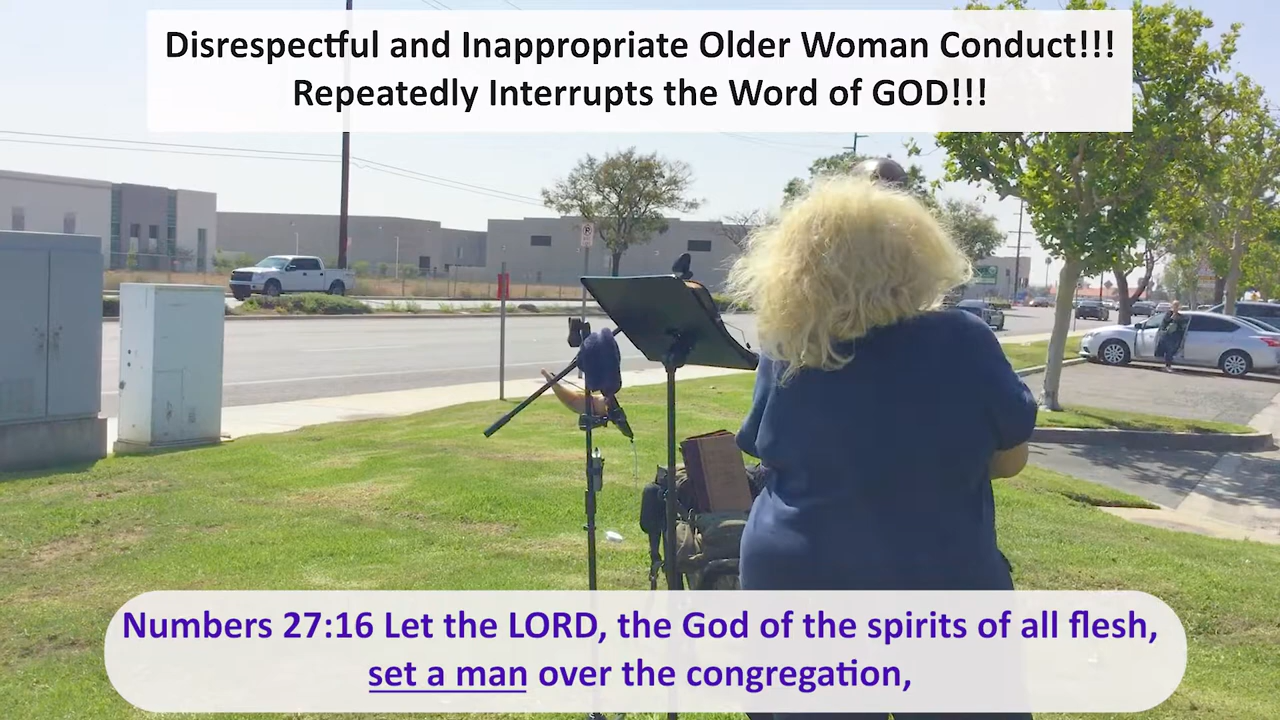 Disrespectful and Inappropriate Older Woman Conduct!!!
Repeatedly Interrupts the Word of GOD!!!
Numbers 27:16 Let the LORD, the God of the spirits of all flesh,
set a man over the congregation,